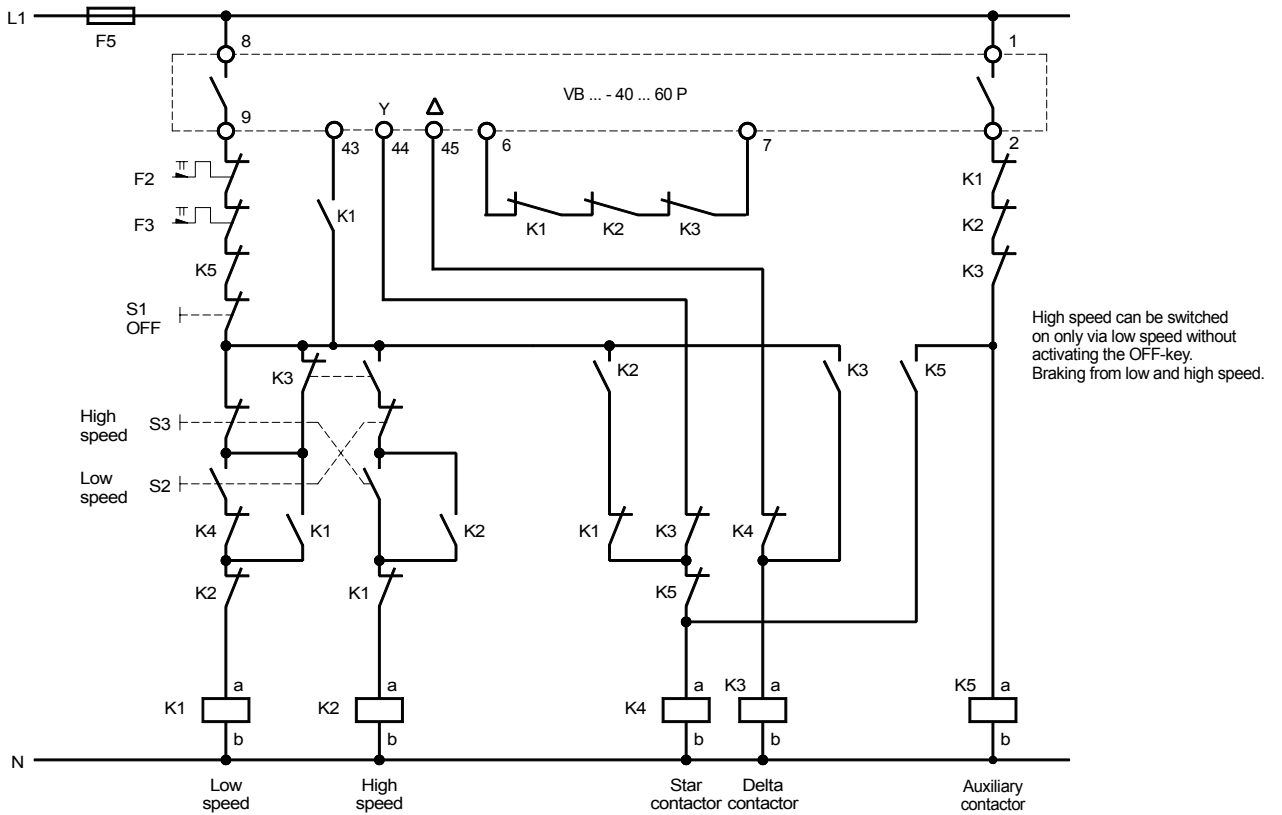 L1
F5
8
1
VB ... - 40 ... 60 P
Y
Δ
9
43
44
45
6
7
2
F2
K1
K1
F3
K1
K2
K3
K2
K5
K3
S1
OFF
High speed can be switched
on only via low speed without
activating the OFF-key.
Braking from low and high speed.
K3
K2
K3
K5
High
speed
S3
Low
speed
S2
K4
K1
K2
K1
K3
K4
K2
K1
K5
K1
a
b
K2
a
b
K4
a
b
K3
a
b
K5
a
b
N
Low
speed
High
speed
Star
contactor
Delta
contactor
Auxiliary
contactor